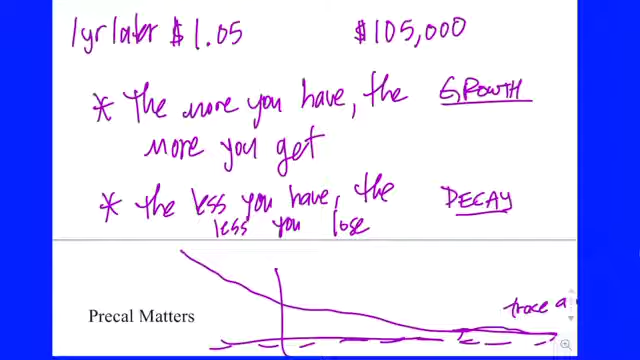 1yr later $1.05 $105,000
* The more you have, the GROWTH
more you get
* the less you have, the DECAY
less you lose
trace a
Precal Matters